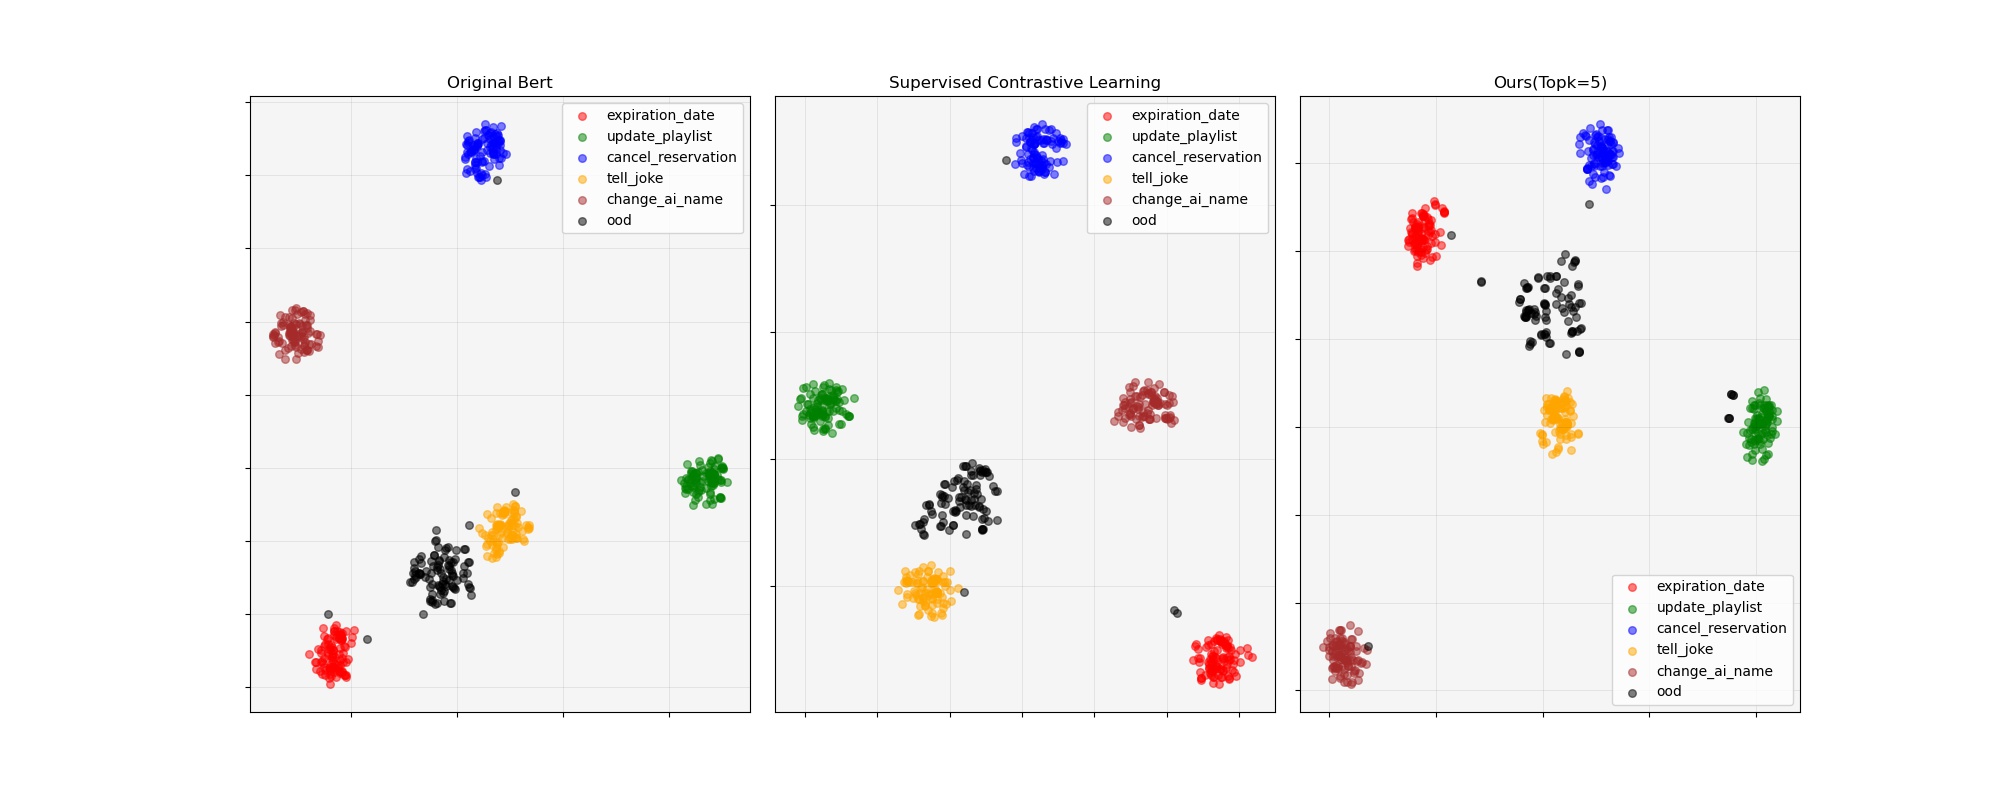 Original Bert
expiration_date
update_playlist
cancel_reservation
tell_joke
change_ai_name
ood
Supervised Contrastive Learning
expiration_date
update_playlist
cancel_reservation
tell_joke
change_ai_name
ood
Ours(Topk=5)
expiration_date
update_playlist
cancel_reservation
tell_joke
change_ai_name
ood